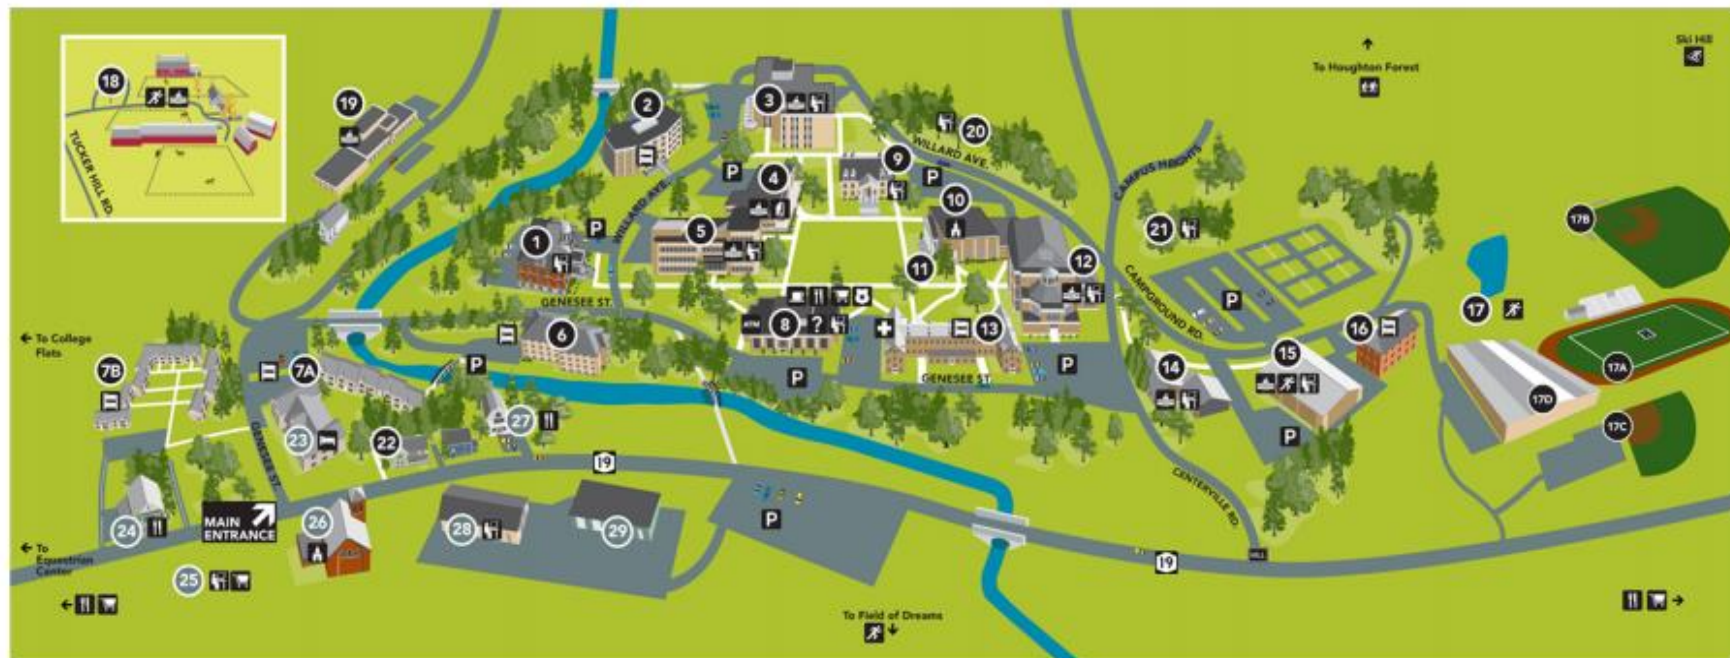 18
TUCKER HILL RD.
19
2
3
20
WILLARD AVE.
To Houghton Forest
Ski Hill
CAMPUS HEIGHTS
P
4
9
P
10
1
P
WILLARD AVE.
5
11
12
21
17B
GENESEE ST.
CAMPGROUND RD.
P
17
← To College
Flats
6
ATM
8
?
13
16
17A
7B
7A
P
P
GENESEE ST.
P
14
15
17D
17C
23
22
27
P
GENESEE ST.
19
CENTERVILLE RD.
24
MAIN
ENTRANCE
26
28
29
P
← To
Equestrian
Center
HILL
19
25
To Field of Dreams